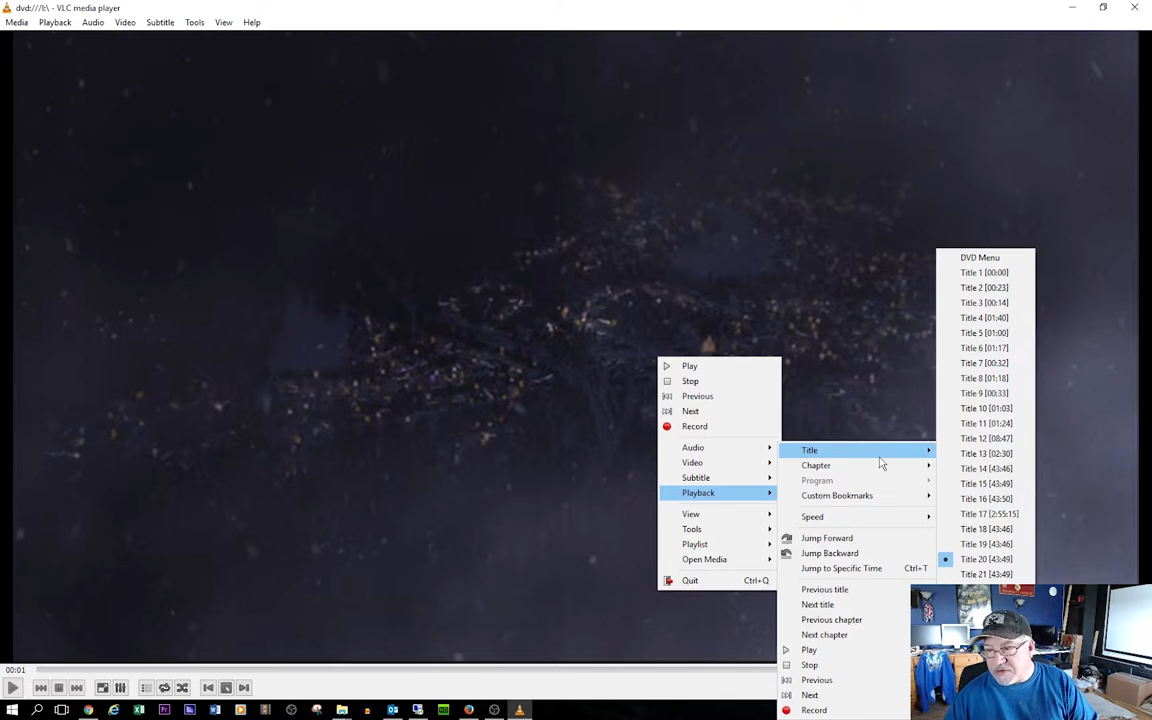 dvd:///I:\ - VLC media player
Media Playback Audio Video Subtitle Tools View Help
DVD Menu
Title 1 [00:00]
Title 2 [00:23]
Title 3 [00:14]
Title 4 [01:40]
Title 5 [01:00]
Title 6 [01:17]
Title 7 [00:32]
Title 8 [01:18]
Title 9 [00:33]
Title 10 [01:03]
Title 11 [01:24]
Title 12 [08:47]
Title 13 [02:30]
Title 14 [43:46]
Title 15 [43:49]
Title 16 [43:50]
Title 17 [2:55:15]
Title 18 [43:46]
Title 19 [43:46]
Title 20 [43:49]
Title 21 [43:49]
Play
Stop
Previous
Next
Record
Audio
Video
Subtitle
Playback
View
Tools
Playlist
Open Media
Quit Ctrl+Q
Title
Chapter
Program
Custom Bookmarks
Speed
Jump Forward
Jump Backward
Jump to Specific Time Ctrl+T
Previous title
Next title
Previous chapter
Next chapter
Play
Stop
Previous
Next
Record
00:01